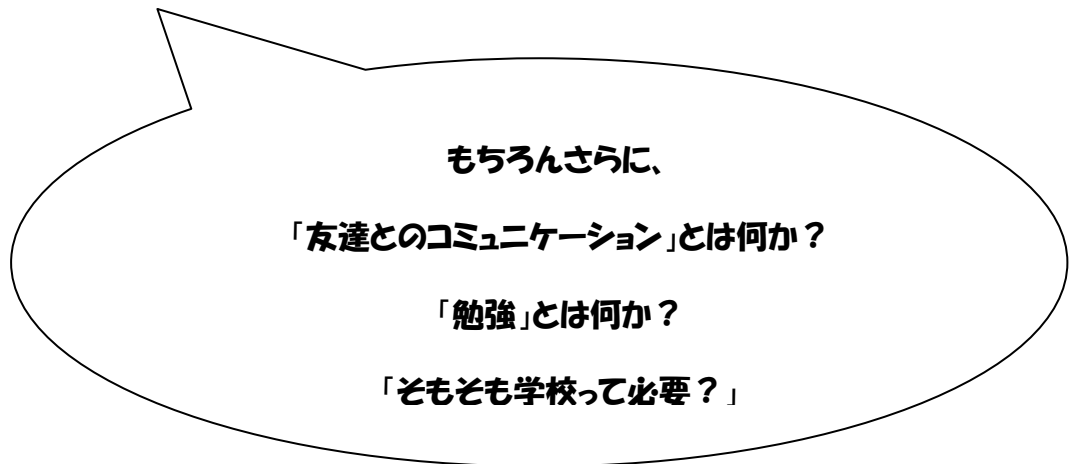 もちろんさらに、
「友達とのコミュニケーション」とは何か？
「勉強」とは何か？
「そもそも学校って必要？」